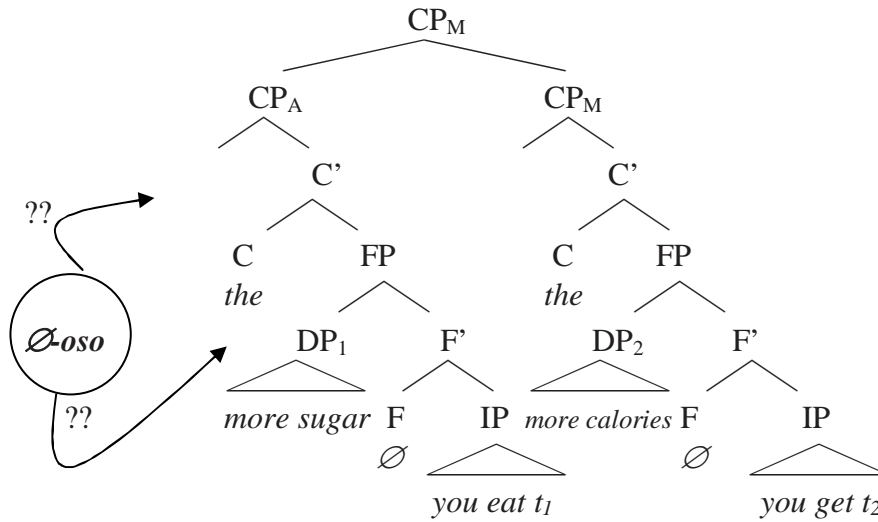 CP_M
CP_A CP_M
C’ C’
??
C FP C FP
the the
Ø-oso
DP_1 F’ DP_2 F’
??
more sugar F IP more calories F IP
Ø Ø
you eat t_1 you get t_2